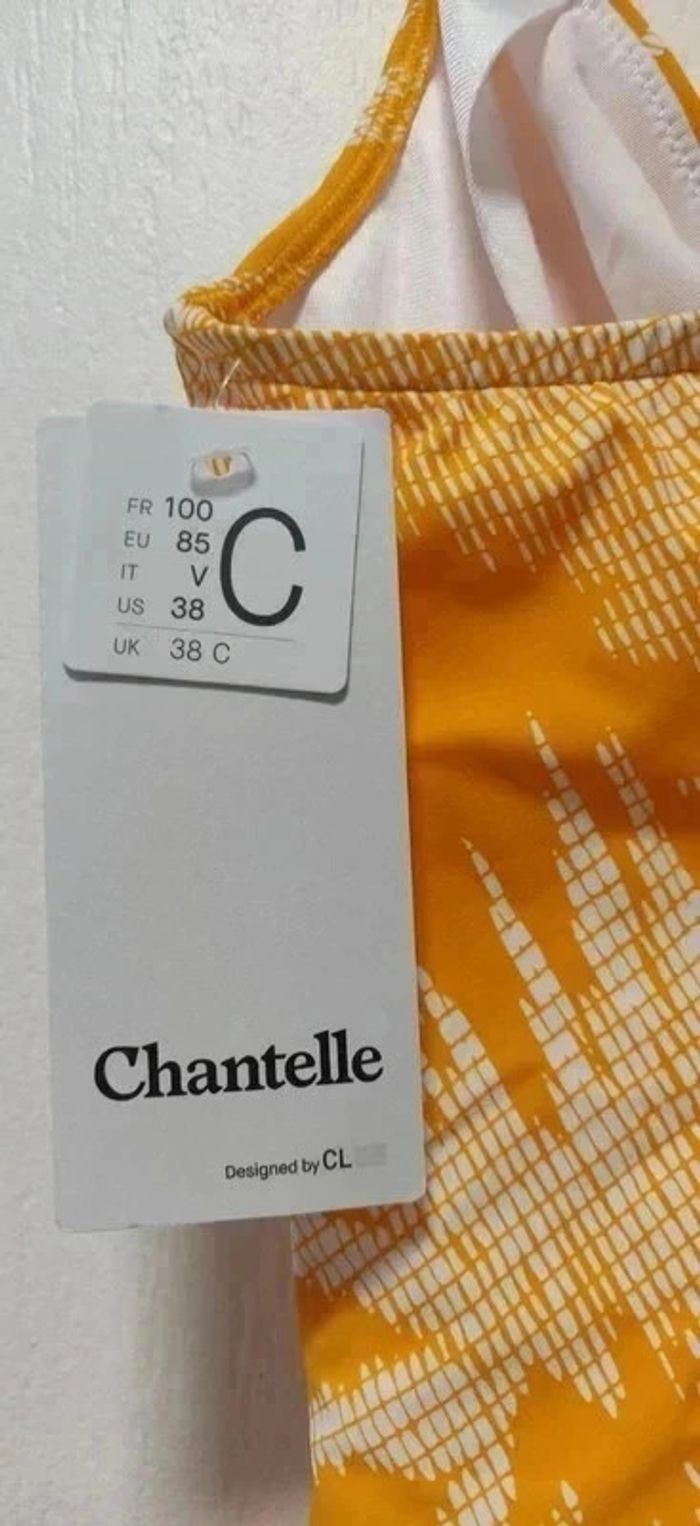 FR 100
EU 85
IT V
US 38
C
UK 38 C
Chantelle
Designed by CL